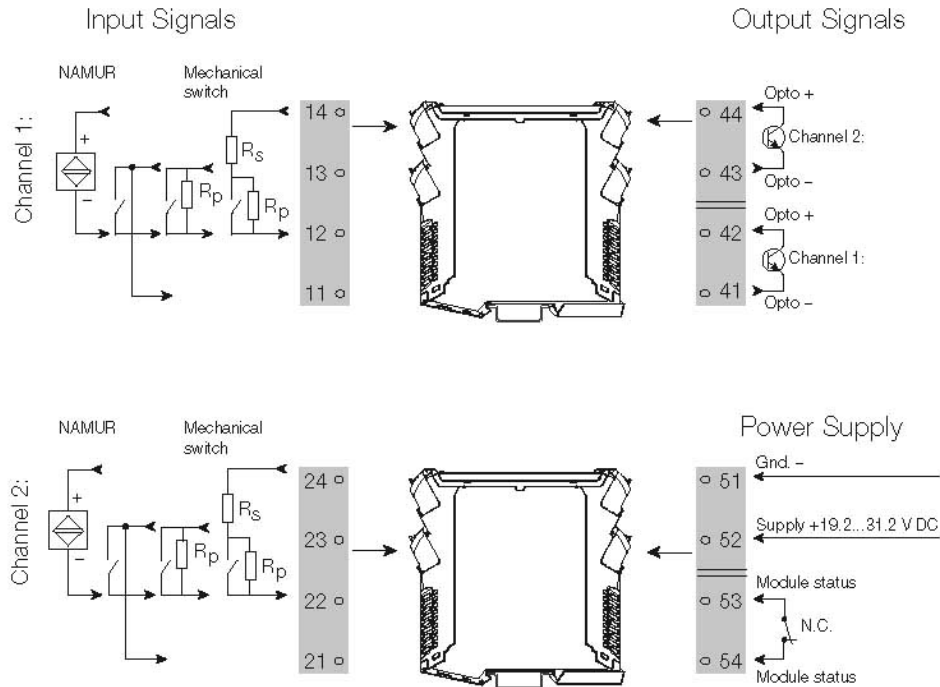 Input Signals
Output Signals
Channel 1:
NAMUR
Mechanical
switch
+
−
Rp
Rs
Rp
14
13
12
11
44
43
42
41
Opto +
Channel 2:
Opto −
Opto +
Channel 1:
Opto −
Channel 2:
NAMUR
Mechanical
switch
+
−
Rp
Rs
Rp
24
23
22
21
Power Supply
51
52
53
54
Gnd. −
Supply +19.2...31.2 V DC
Module status
N.C.
Module status